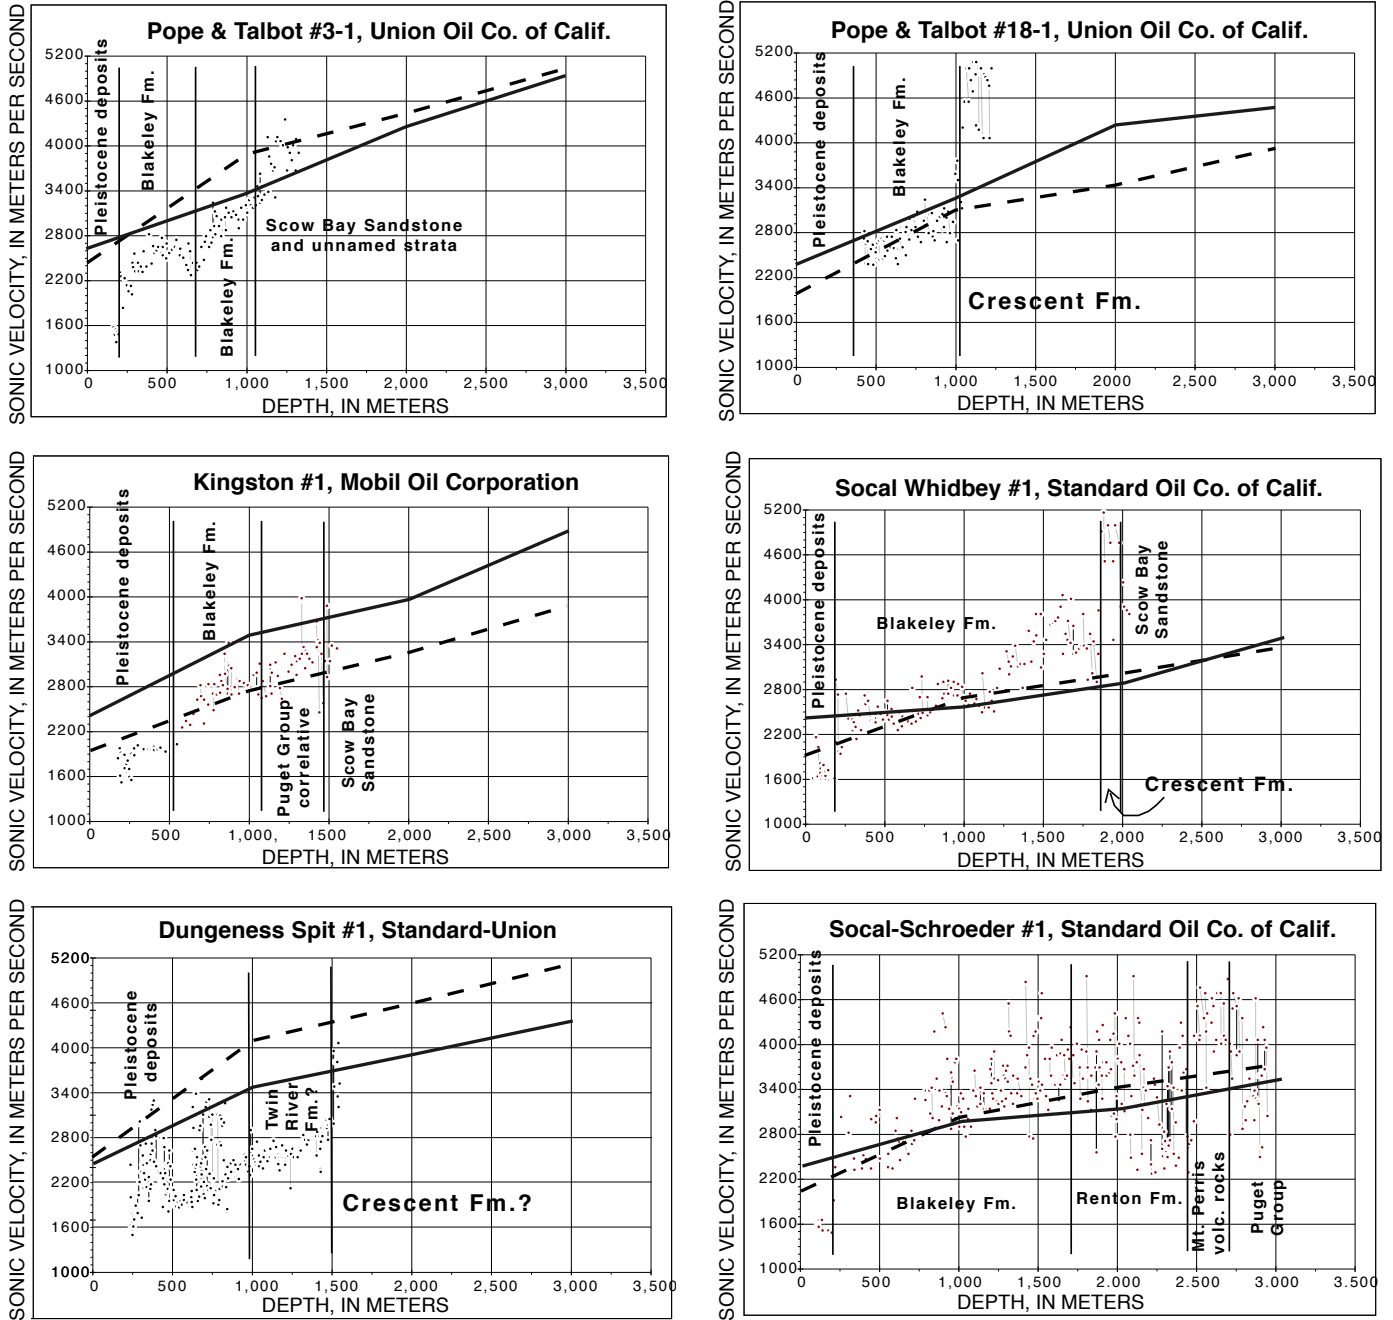 Pope & Talbot #3-1, Union Oil Co. of Calif.
SONIC VELOCITY, IN METERS PER SECOND
5200
4600
4000
3400
2800
2200
1600
1000
Pleistocene deposits
Blakeley Fm.
Blakeley Fm.
Scow Bay Sandstone
and unnamed strata
0 500 1,000 1,500 2,000 2,500 3,000 3,500
DEPTH, IN METERS
Pope & Talbot #18-1, Union Oil Co. of Calif.
SONIC VELOCITY, IN METERS PER SECOND
5200
4600
4000
3400
2800
2200
1600
1000
Pleistocene deposits
Blakeley Fm.
Crescent Fm.
0 500 1,000 1,500 2000 2,500 3,000 3,500
DEPTH, IN METERS
Kingston #1, Mobil Oil Corporation
SONIC VELOCITY, IN METERS PER SECOND
5200
4600
4000
3400
2800
2200
1600
1000
Pleistocene deposits
Blakeley Fm.
Puget Group
correlative
Scow Bay
Sandstone
0 500 1,000, 1,500 2,000 2,500 3,000 3,500
DEPTH, IN METERS
Socal Whidbey #1, Standard Oil Co. of Calif.
SONIC VELOCITY, IN METERS PER SECOND
5200
4600
4000
3400
2800
2200
1600
1000
Pleistocene deposits
Blakeley Fm.
Scow Bay
Sandstone
Crescent Fm.
0 500 1,000 1,500 2,000 2,500 3,000 3,500
DEPTH, IN METERS
Dungeness Spit #1, Standard-Union
SONIC VELOCITY, IN METERS PER SECOND
5200
4600
4000
3400
2800
2200
1600
1000
Pleistocene
deposits
Twin
River
Fm.?
Crescent Fm.?
0 500 1,000 1,500 2,000 2,500 3,000 3,500
DEPTH, IN METERS
Socal-Schroeder #1, Standard Oil Co. of Calif.
SONIC VELOCITY, IN METERS PER SECOND
5200
4600
4000
3400
2800
2200
1600
1000
Pleistocene deposits
Blakeley Fm.
Renton Fm.
Mt. Perris
volc. rocks
Puget
Group
0 500 1,000 1,500 2,000 2,500 3.000 3,500
DEPTH, IN METERS